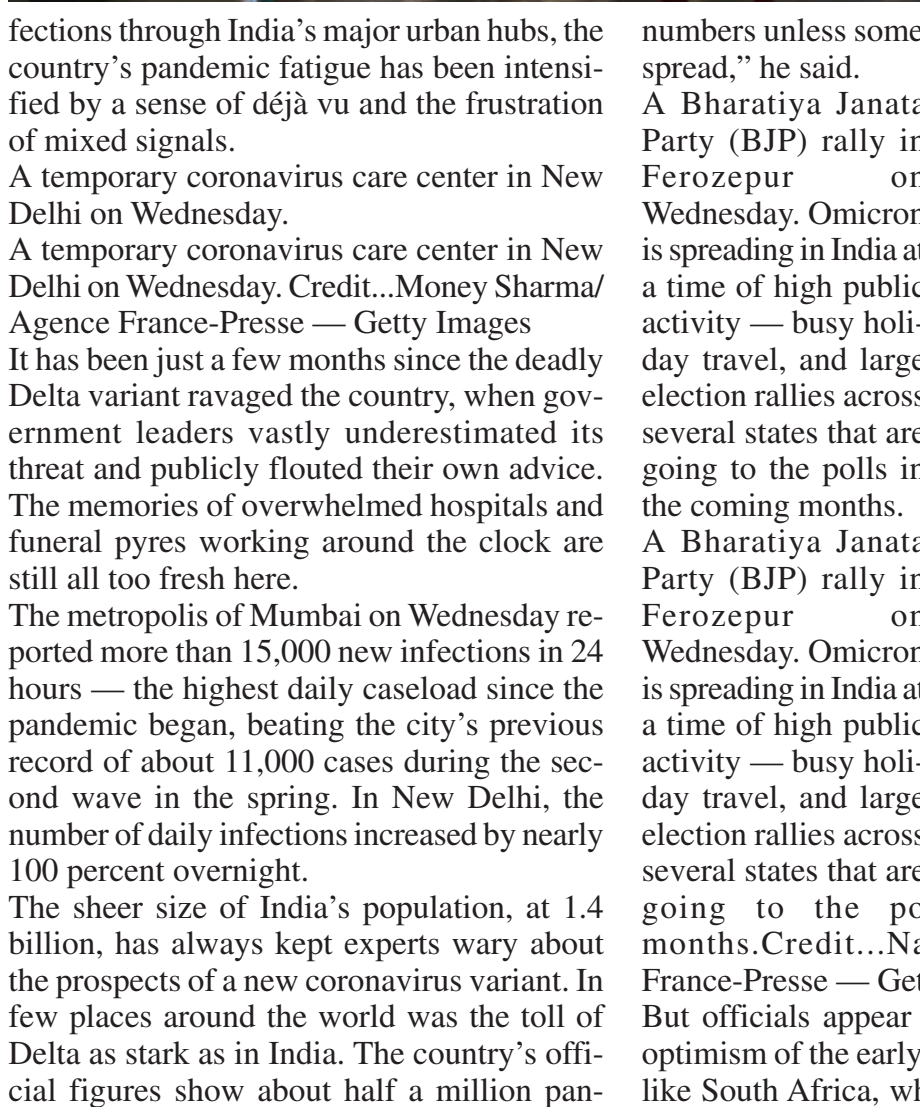 fections through India’s major urban hubs, the
country’s pandemic fatigue has been intensi-
fied by a sense of déjà vu and the frustration
of mixed signals.
A temporary coronavirus care center in New
Delhi on Wednesday.
A temporary coronavirus care center in New
Delhi on Wednesday. Credit...Money Sharma/
Agence France-Presse — Getty Images
It has been just a few months since the deadly
Delta variant ravaged the country, when gov-
ernment leaders vastly underestimated its
threat and publicly flouted their own advice.
The memories of overwhelmed hospitals and
funeral pyres working around the clock are
still all too fresh here.
The metropolis of Mumbai on Wednesday re-
ported more than 15,000 new infections in 24
hours — the highest daily caseload since the
pandemic began, beating the city’s previous
record of about 11,000 cases during the sec-
ond wave in the spring. In New Delhi, the
number of daily infections increased by nearly
100 percent overnight.
The sheer size of India’s population, at 1.4
billion, has always kept experts wary about
the prospects of a new coronavirus variant. In
few places around the world was the toll of
Delta as stark as in India. The country’s offi-
cial figures show about half a million pan-
numbers unless some
spread,” he said.
A Bharatiya Janata
Party (BJP) rally in
Ferozepur on
Wednesday. Omicron
is spreading in India at
a time of high public
activity — busy holi-
day travel, and large
election rallies across
several states that are
going to the polls in
the coming months.
A Bharatiya Janata
Party (BJP) rally in
Ferozepur on
Wednesday. Omicron
is spreading in India at
a time of high public
activity — busy holi-
day travel, and large
election rallies across
several states that are
going to the
months.Credit...
France-Presse —
But officials appear
optimism of the early
like South Africa,